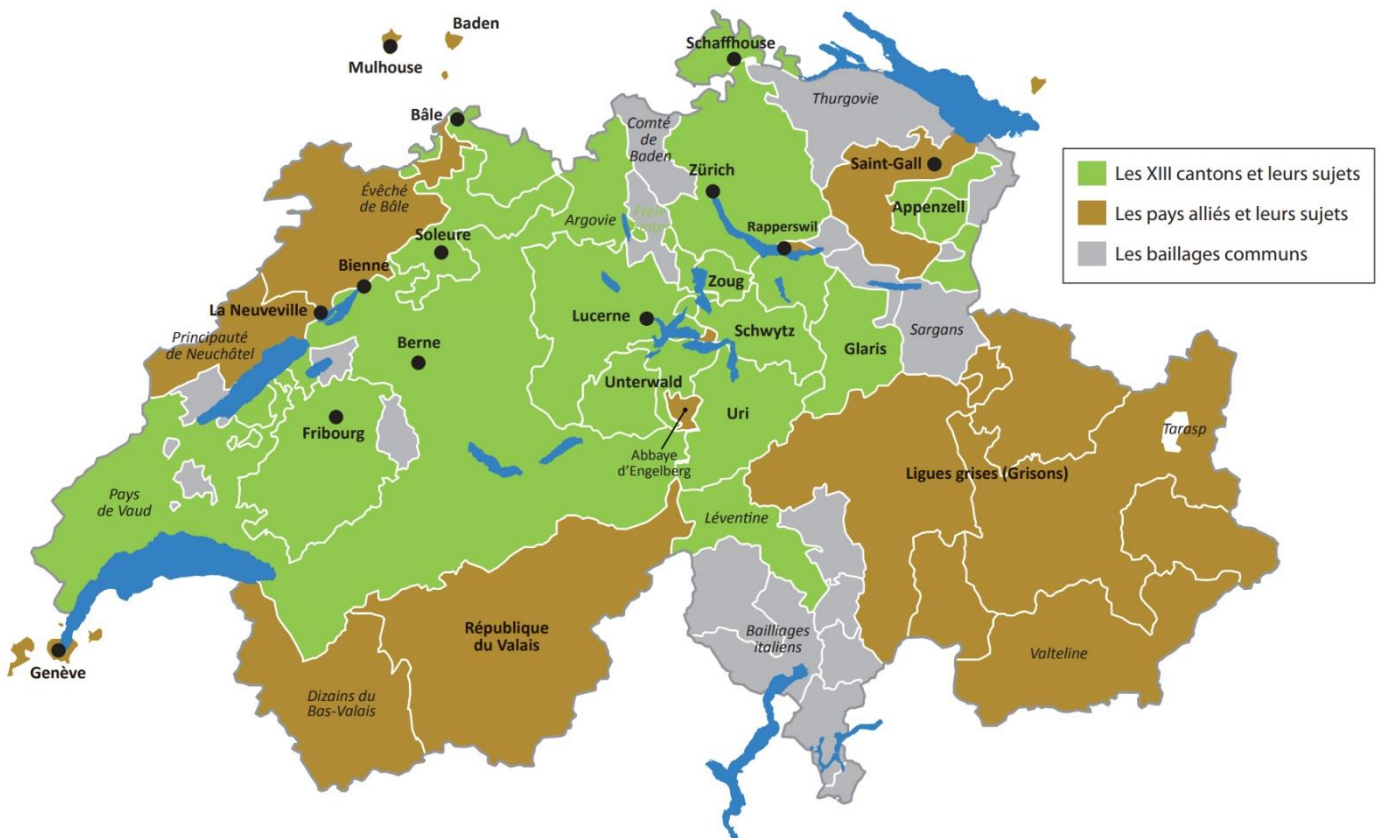 Baden
Mulhouse
Schaffhouse
Thurgovie
Bâle
Comté
de
Baden
Zürich
Saint-Gall
Évêché
de Bâle
Argovie
Freie
Ämter
Appenzell
Soleure
Rapperswil
Bienne
Zoug
La Neuveville
Lucerne
Schwytz
Sargans
Principauté
de Neuchâtel
Berne
Glaris
Unterwald
Uri
Fribourg
Tarasp
Abbaye
d'Engelberg
Ligues grises (Grisons)
Pays
de Vaud
Léventine
République
du Valais
Bailliages
italiens
Valteline
Genève
Dizains du
Bas-Valais
Les XIII cantons et leurs sujets
Les pays alliés et leurs sujets
Les baillages communs